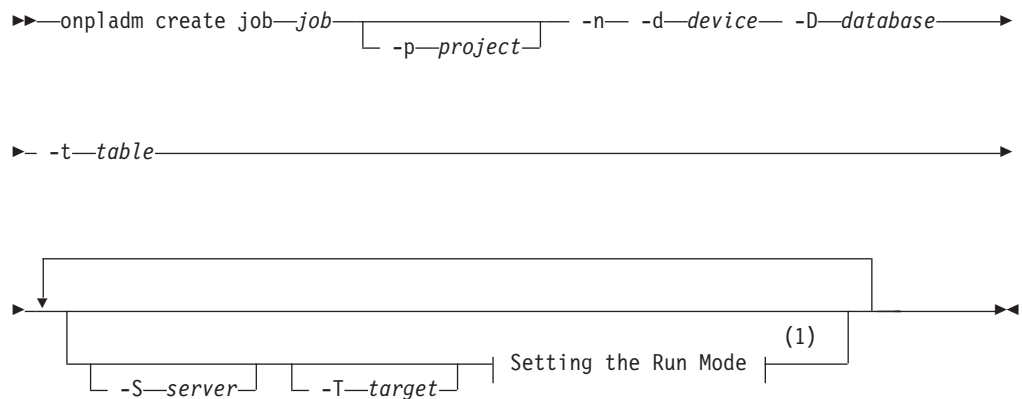 onpladm create job job -n -d device -D database
-p project
-t table
(1)
Setting the Run Mode
-S server -T target